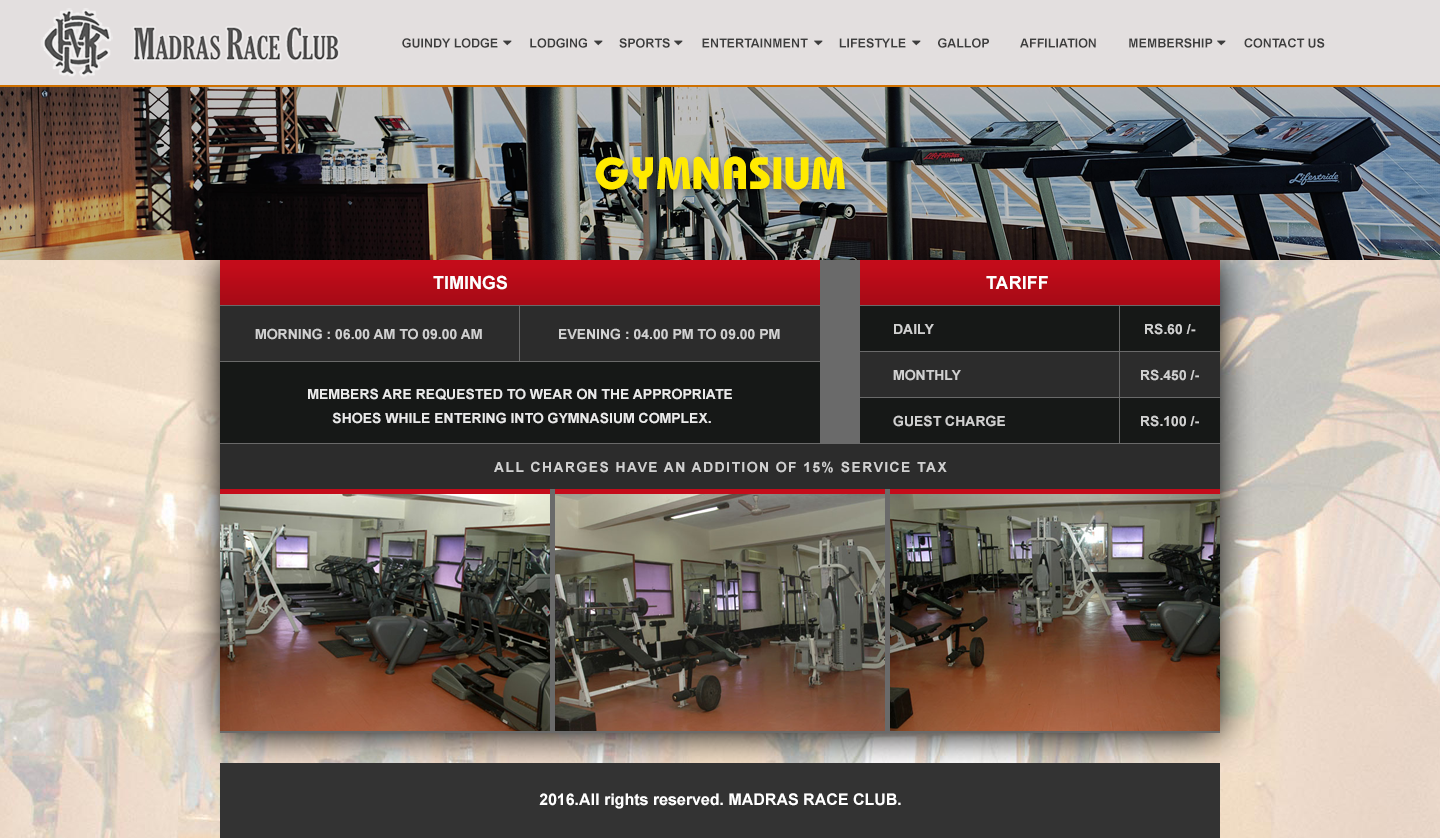 MADRAS RACE CLUB
GUINDY LODGE LODGING SPORTS ENTERTAINMENT LIFESTYLE GALLOP AFFILIATION MEMBERSHIP CONTACT US
GYMNASIUM
Life Fitness
Lifestride
TIMINGS
MORNING : 06.00 AM TO 09.00 AM
EVENING : 04.00 PM TO 09.00 PM
MEMBERS ARE REQUESTED TO WEAR ON THE APPROPRIATE
SHOES WHILE ENTERING INTO GYMNASIUM COMPLEX.
TARIFF
DAILY RS.60 /-
MONTHLY RS.450 /-
GUEST CHARGE RS.100 /-
ALL CHARGES HAVE AN ADDITION OF 15% SERVICE TAX
2016.All rights reserved. MADRAS RACE CLUB.